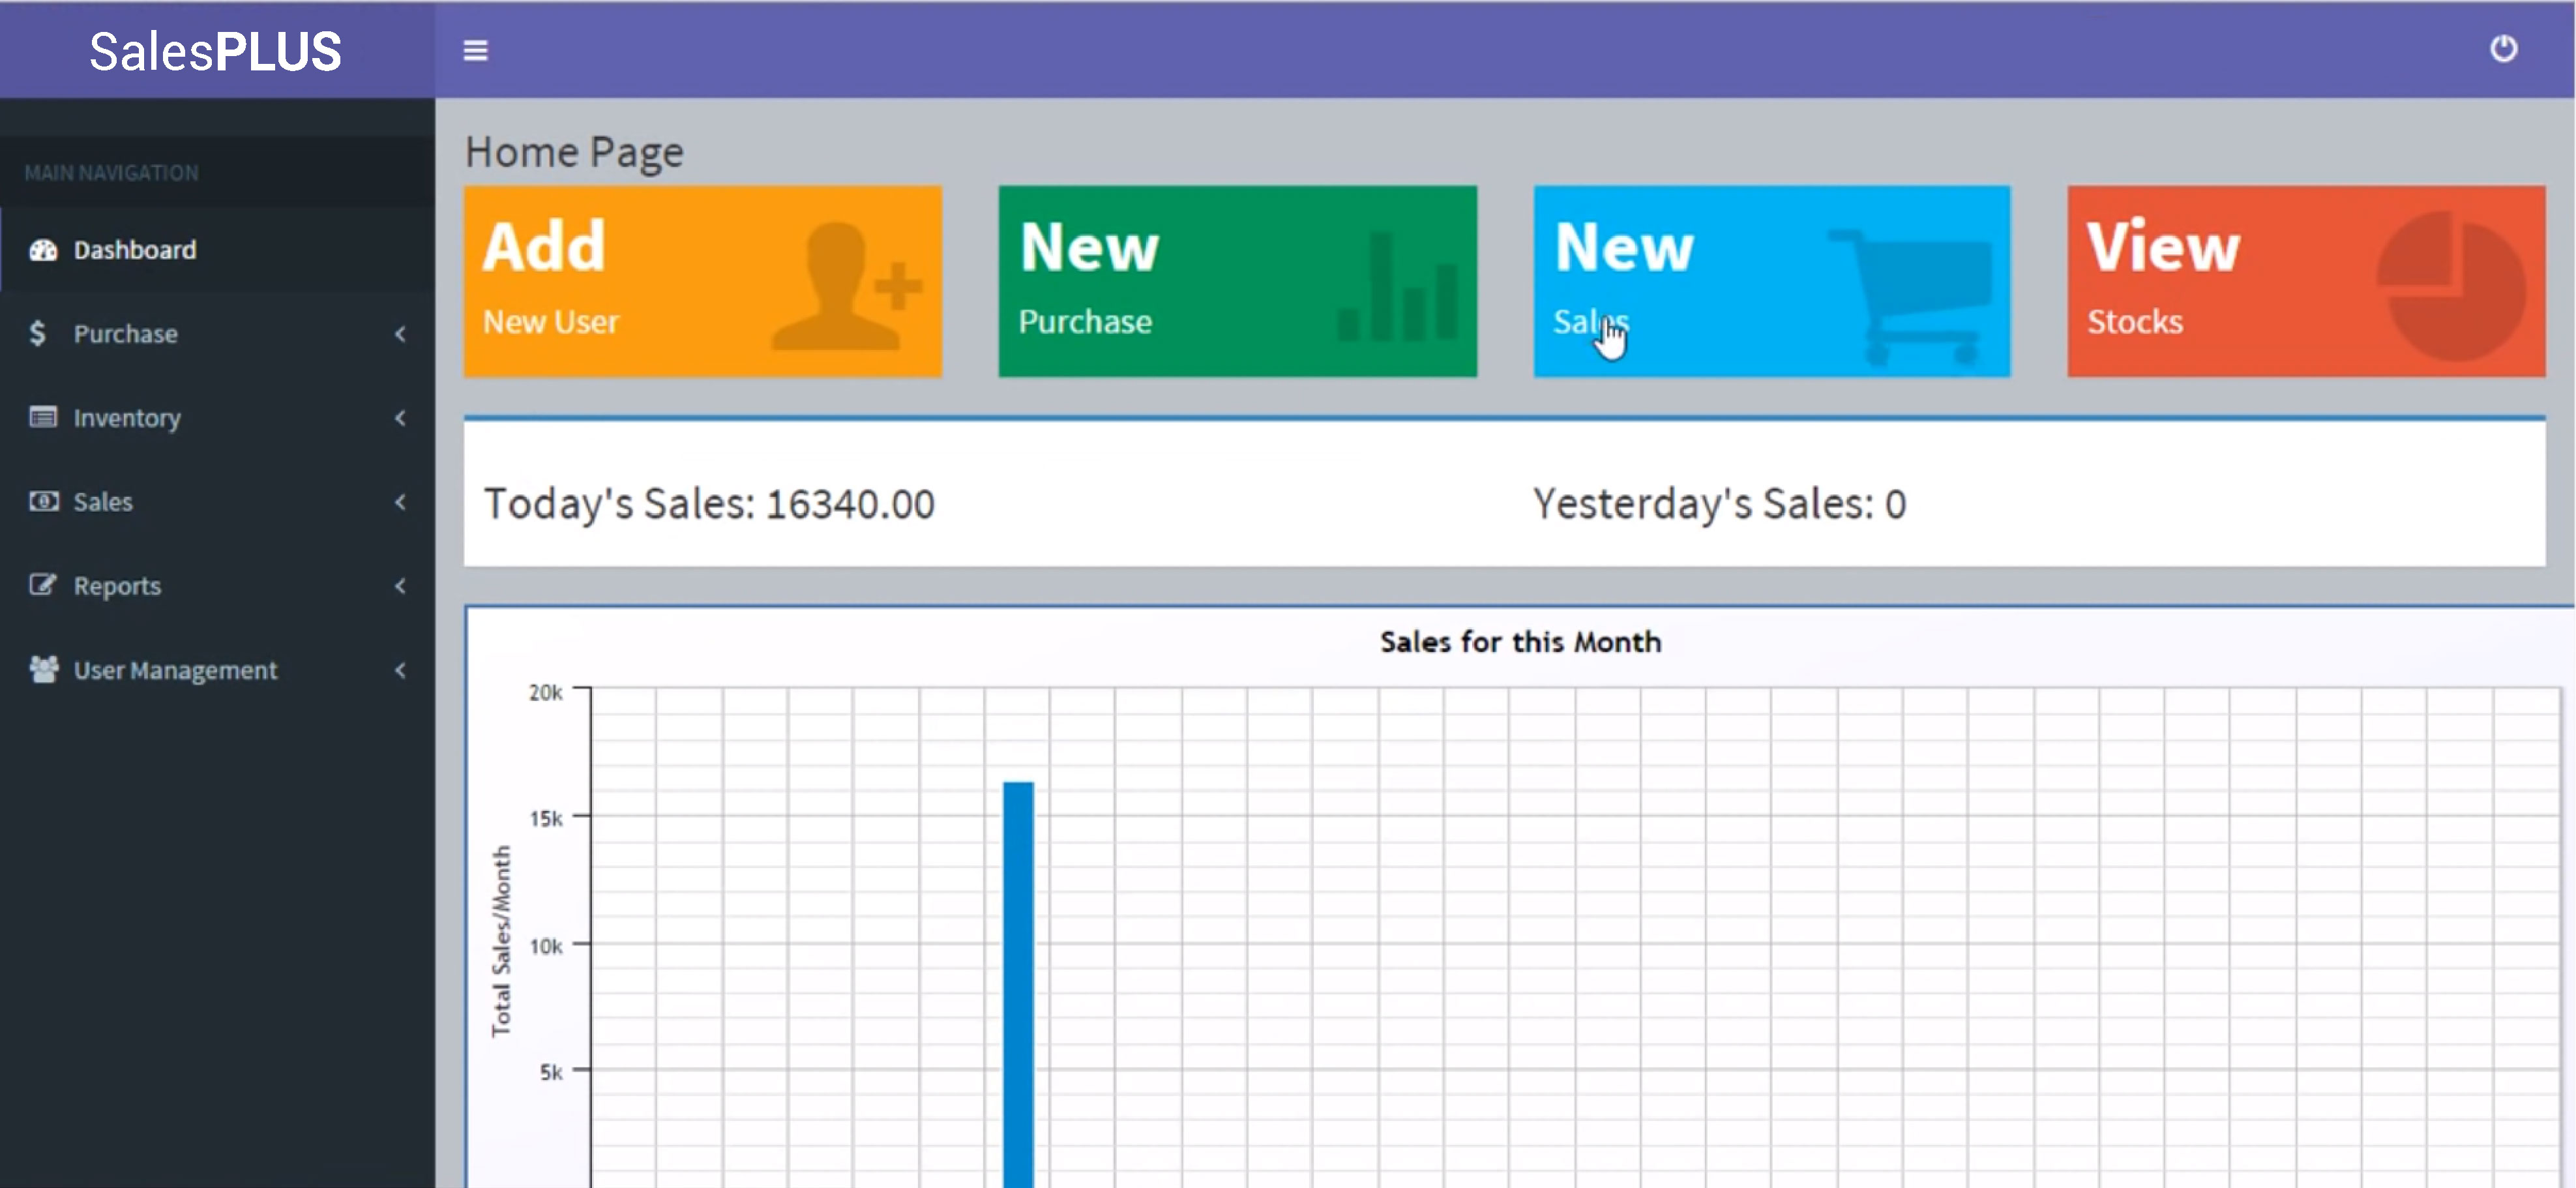 SalesPLUS
MAIN NAVIGATION
Dashboard
Purchase
Inventory
Sales
Reports
User Management
Home Page
Add
New User
New
Purchase
New
Sales
View
Stocks
Today's Sales: 16340.00
Yesterday's Sales: 0
Sales for this Month
Total Sales/Month
20k
15k
10k
5k